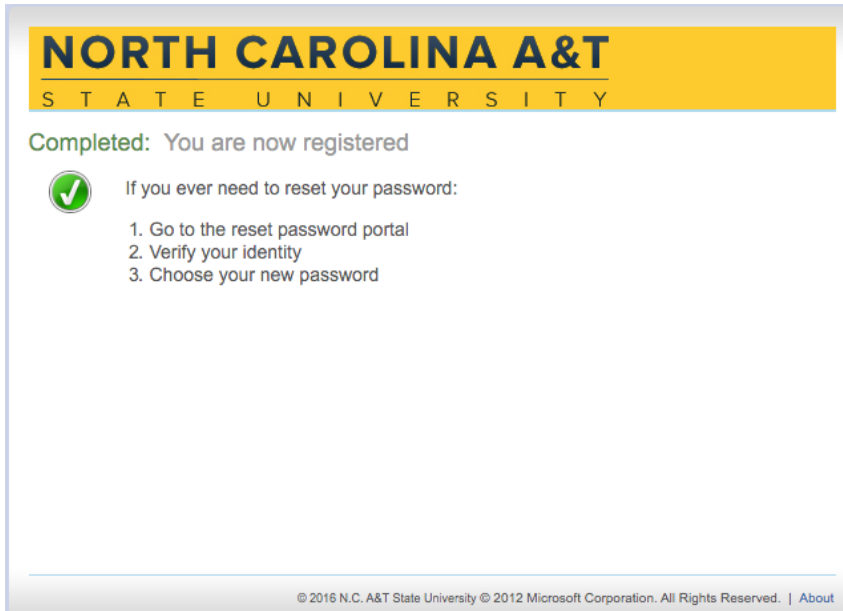 NORTH CAROLINA A&T
STATE UNIVERSITY
Completed: You are now registered
If you ever need to reset your password:
1. Go to the reset password portal
2. Verify your identity
3. Choose your new password
© 2016 N.C. A&T State University © 2012 Microsoft Corporation. All Rights Reserved. | About